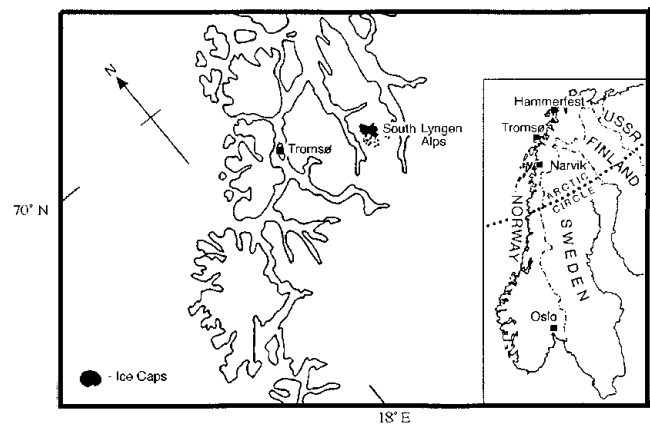 N
Hammerfest
USSR
Tromsø
FINLAND
South Lyngen
Alps
Tromsø
Narvik
ARCTIC
CIRCLE
70° N
NORWAY
SWEDEN
Oslo
- Ice Caps
18° E